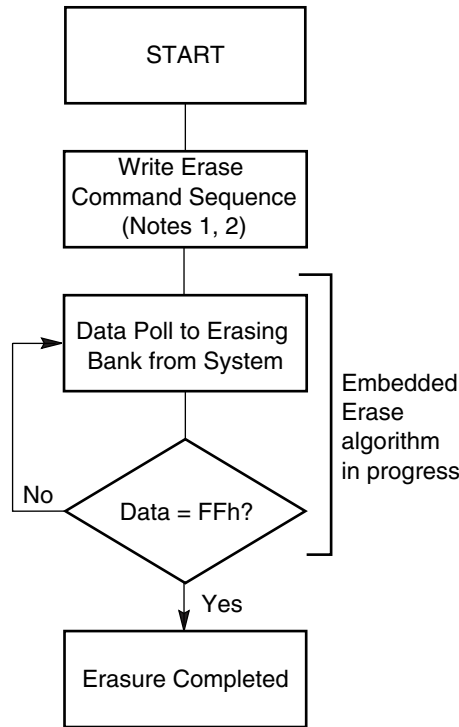 START
Write Erase
Command Sequence
(Notes 1, 2)
Data Poll to Erasing
Bank from System
Embedded
Erase
algorithm
in progress
No
Data = FFh?
Yes
Erasure Completed